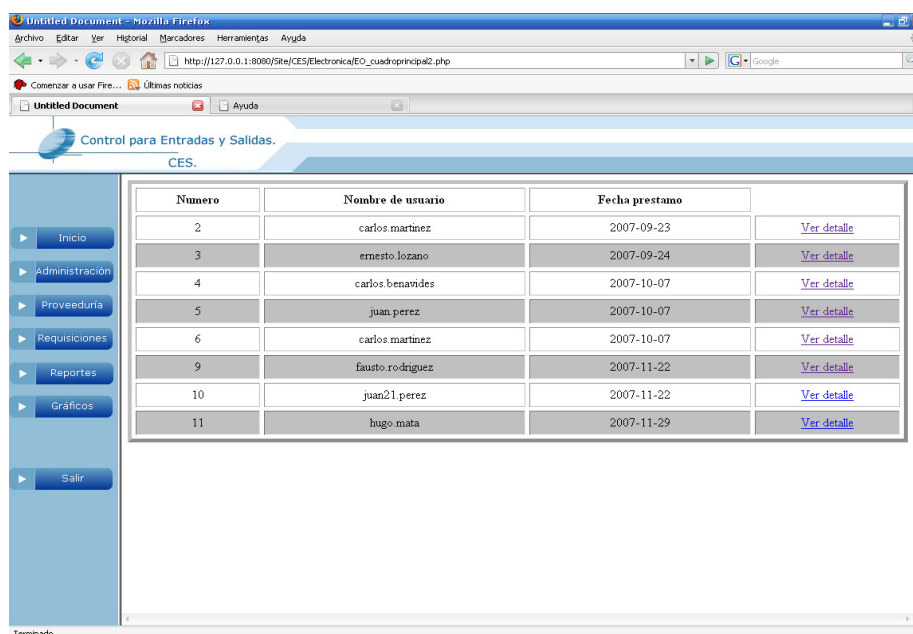 Untitled Document - Mozilla Firefox
Archivo Editar Ver Historial Marcadores Herramientas Ayuda
http://127.0.0.1:8080/Site/CES/Electronica/EO_cuadroprincipal2.php G Google
Comenzar a usar Fire... Últimas noticias
Untitled Document Ayuda
Control para Entradas y Salidas.
CES.
Inicio
Administración
Proveeduría
Requisiciones
Reportes
Gráficos
Salir
Numero Nombre de usuario Fecha prestamo
2 carlos.martinez 2007-09-23 Ver detalle
3 ernesto.lozano 2007-09-24 Ver detalle
4 carlos.benavides 2007-10-07 Ver detalle
5 juan.perez 2007-10-07 Ver detalle
6 carlos.martinez 2007-10-07 Ver detalle
9 fausto.rodriguez 2007-11-22 Ver detalle
10 juan21.perez 2007-11-22 Ver detalle
11 hugo.mata 2007-11-29 Ver detalle
Terminado